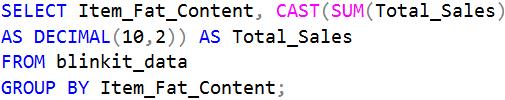 SELECT Item_Fat_Content, CAST(SUM(Total_Sales)
AS DECIMAL(10,2)) AS Total_Sales
FROM blinkit_data
GROUP BY Item_Fat_Content;